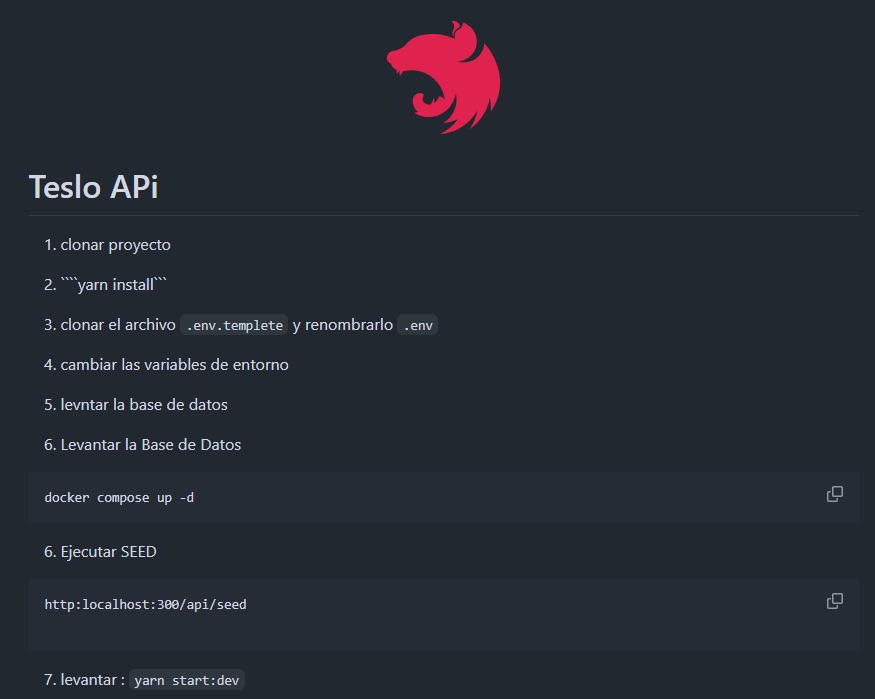 Teslo APi
1. clonar proyecto
2. ````yarn install```
3. clonar el archivo .env.templete y renombrarlo .env
4. cambiar las variables de entorno
5. levntar la base de datos
6. Levantar la Base de Datos
docker compose up -d
6. Ejecutar SEED
http:localhost:300/api/seed
7. levantar : yarn start:dev